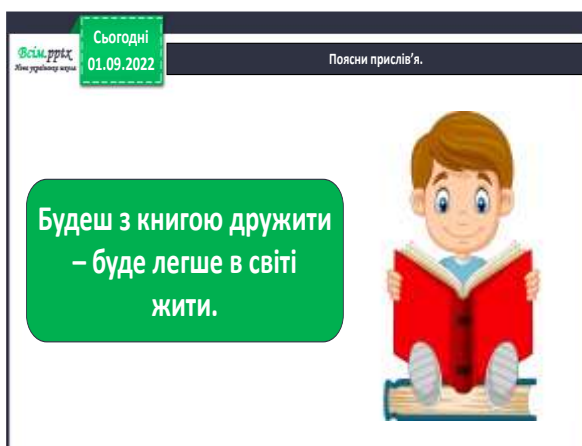 Всім.pptx
Нова українська школа
Сьогодні
01.09.2022
Поясни прислів’я.
Будеш з книгою дружити
– буде легше в світі
жити.